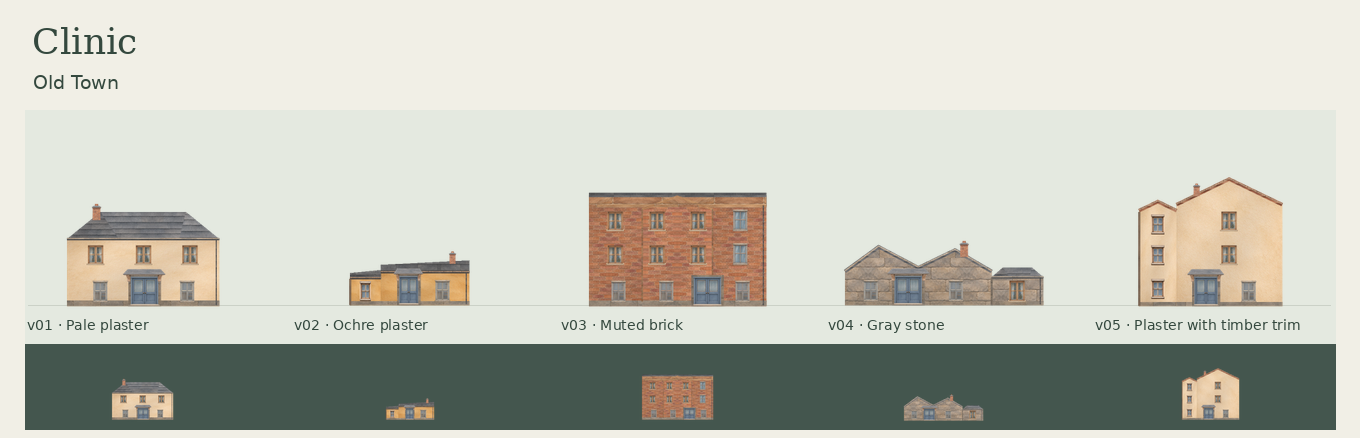 Clinic
Old Town
v01 · Pale plaster
v02 · Ochre plaster
v03 · Muted brick
v04 · Gray stone
v05 · Plaster with timber trim